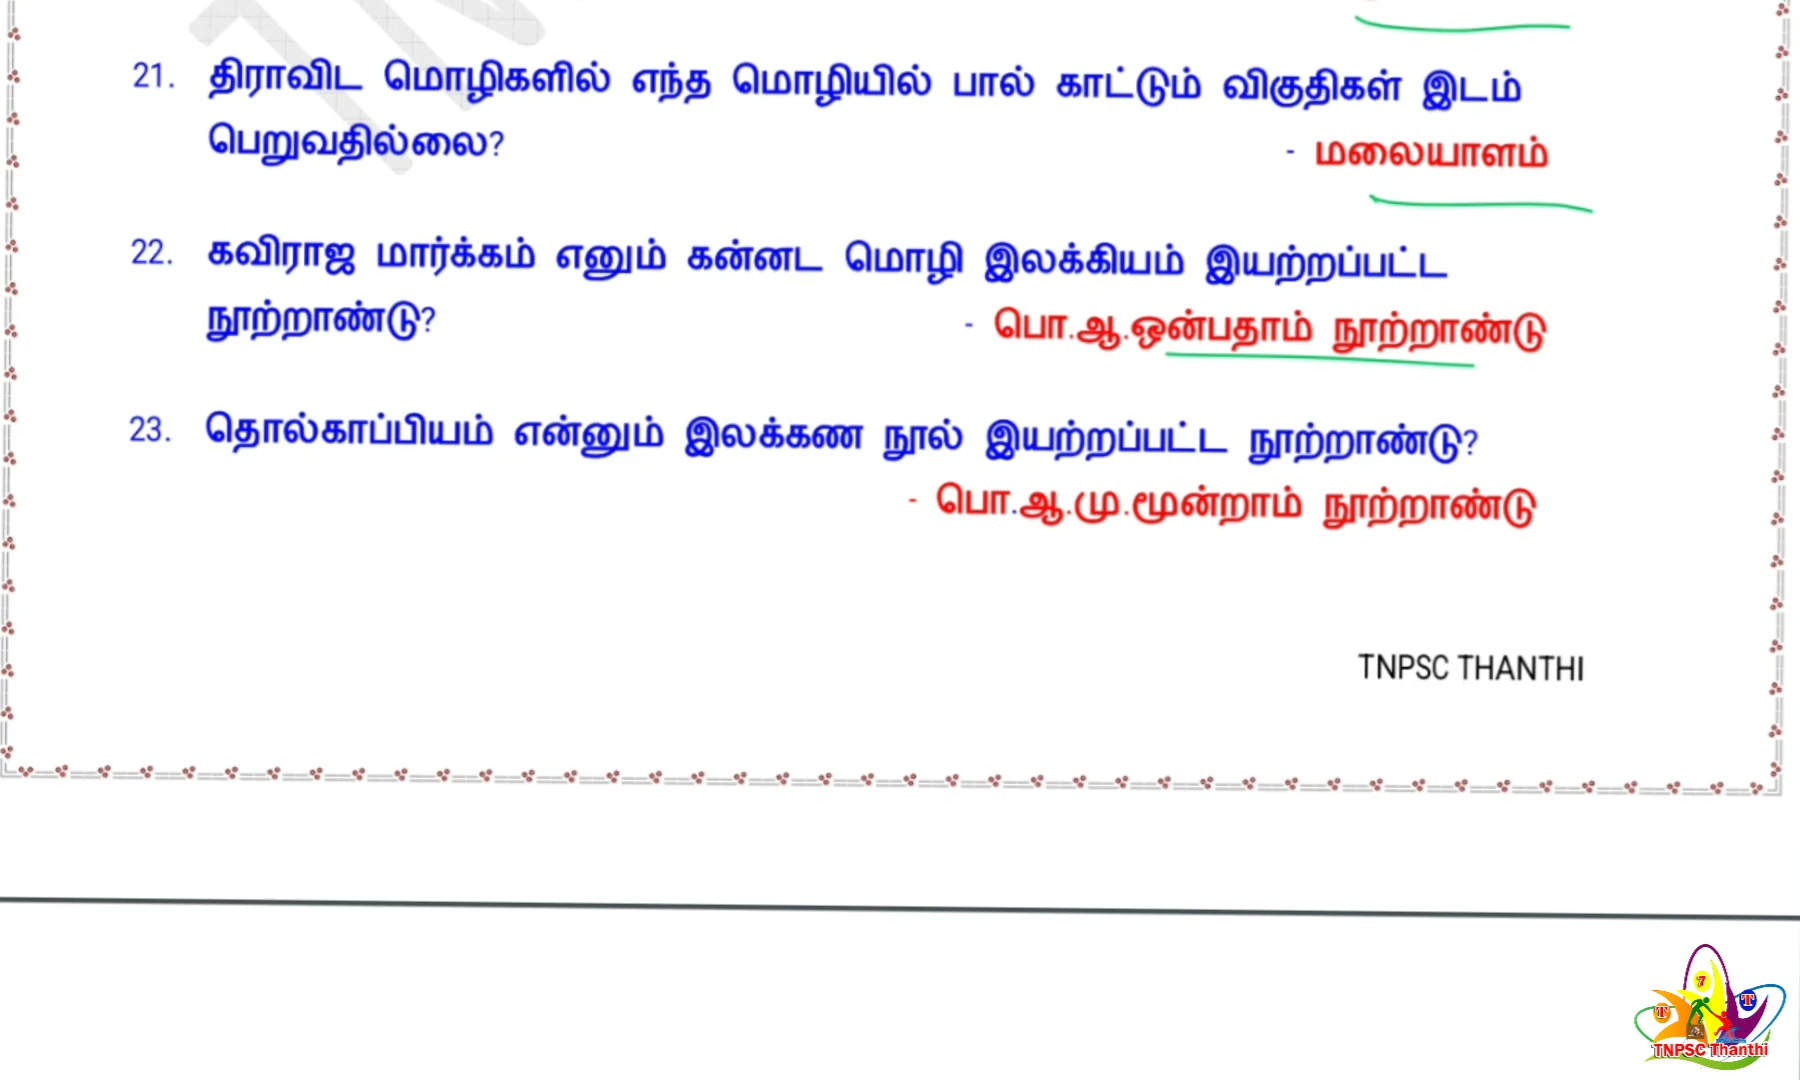 21. திராவிட மொழிகளில் எந்த மொழியில் பால் காட்டும் விகுதிகள் இடம்
பெறுவதில்லை? - மலையாளம்
22. கவிராஜ மார்க்கம் எனும் கன்னட மொழி இலக்கியம் இயற்றப்பட்ட
நூற்றாண்டு? - பொ.ஆ.ஒன்பதாம் நூற்றாண்டு
23. தொல்காப்பியம் என்னும் இலக்கண நூல் இயற்றப்பட்ட நூற்றாண்டு?
- பொ.ஆ.மு.மூன்றாம் நூற்றாண்டு
TNPSC THANTHI
7
T T
TNPSC Thanthi